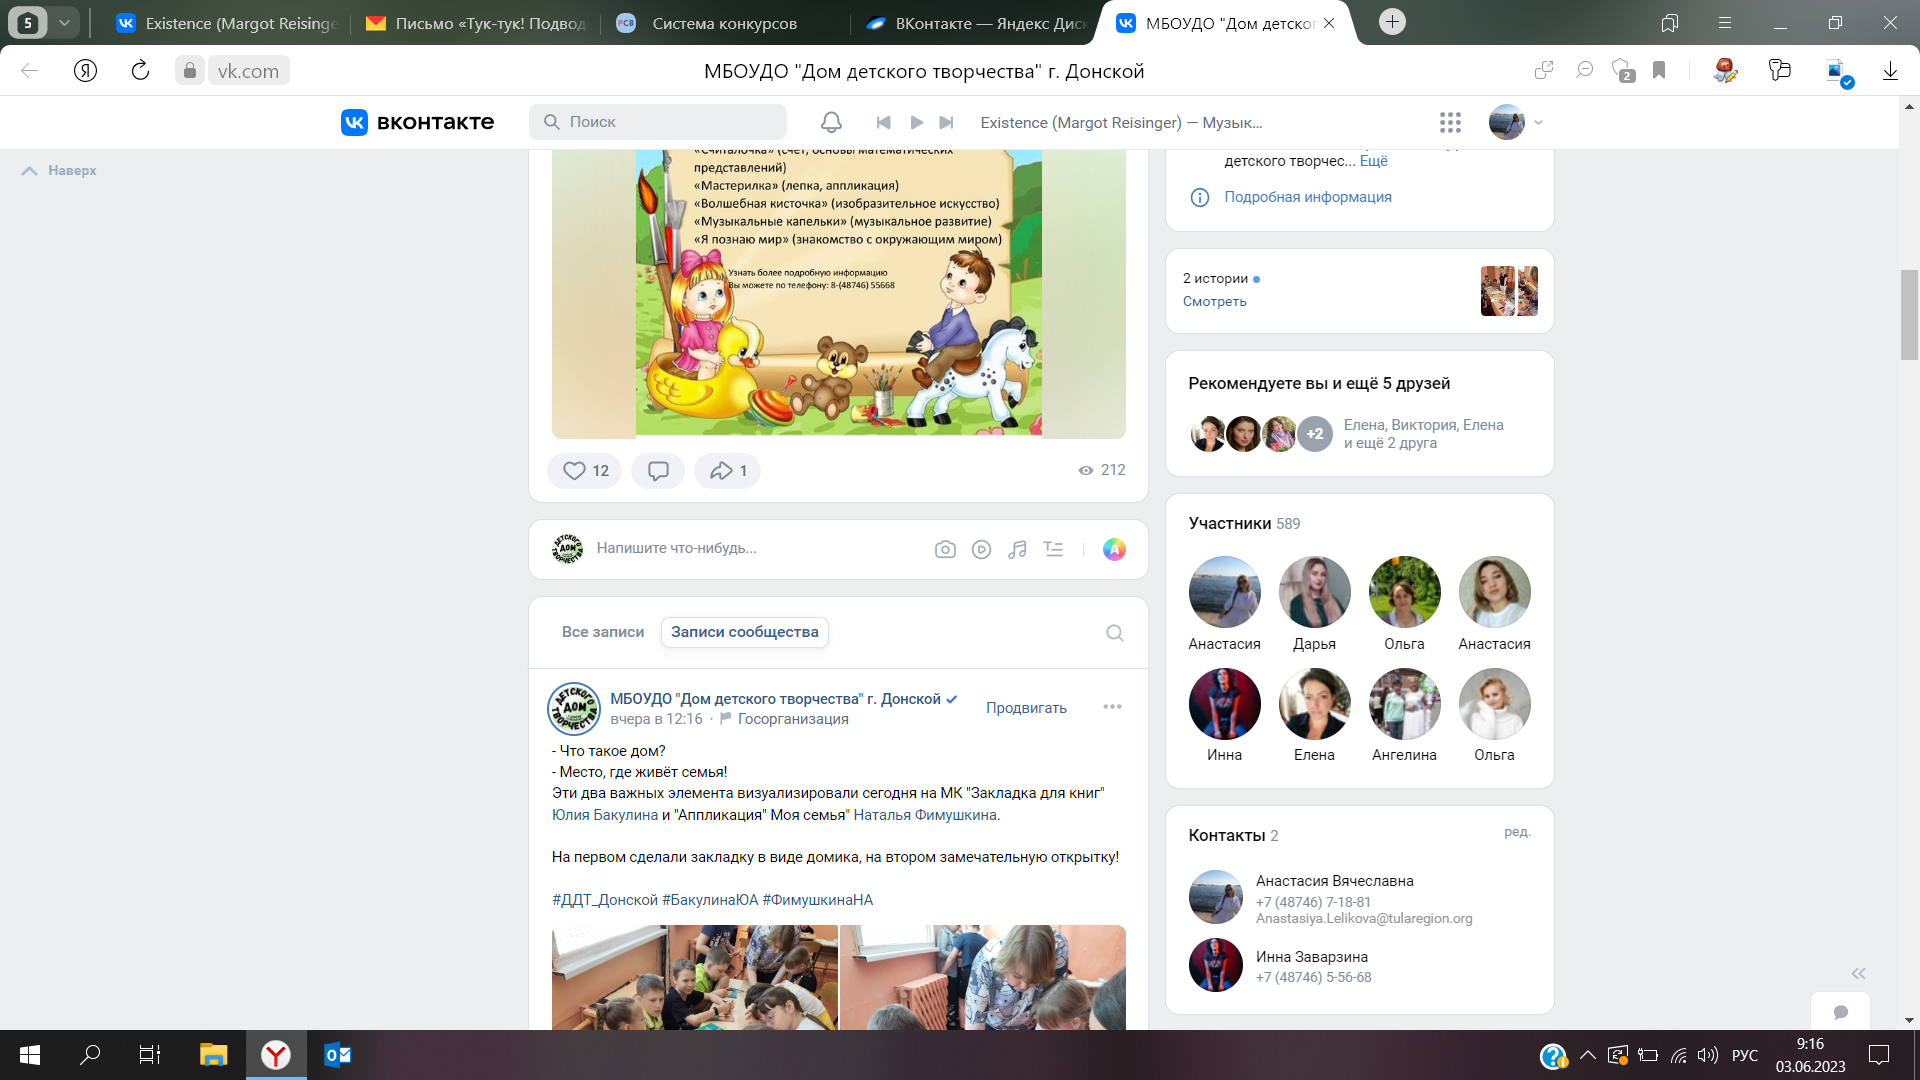 5
Existence (Margot Reisinge
Письмо «Тук-тук! Подвод
РСВ
Система конкурсов
ВКонтакте — Яндекс Диск
МБОУДО "Дом детског
vk.com
МБОУДО "Дом детского творчества" г. Донской
2
вконтакте
Поиск
Existence (Margot Reisinger) — Музык...
Наверх
«Считалочка» (счет, основы математических
представлений)
«Мастерилка» (лепка, аппликация)
«Волшебная кисточка» (изобразительное искусство)
«Музыкальные капельки» (музыкальное развитие)
«Я познаю мир» (знакомство с окружающим миром)
Узнать более подробную информацию
Вы можете по телефону: 8-(48746) 55668
12
1
212
Напишите что-нибудь...
Все записи
Записи сообщества
МБОУДО "Дом детского творчества" г. Донской
вчера в 12:16 · Госорганизация
Продвигать
- Что такое дом?
- Место, где живёт семья!
Эти два важных элемента визуализировали сегодня на МК "Закладка для книг"
Юлия Бакулина и "Аппликация" Моя семья" Наталья Фимушкина.
На первом сделали закладку в виде домика, на втором замечательную открытку!
#ДДТ_Донской #БакулинаЮА #ФимушкинаНА
детского творчес... Ещё
Подробная информация
2 истории
Смотреть
Рекомендуете вы и ещё 5 друзей
+2
Елена, Виктория, Елена
и ещё 2 друга
Участники 589
Анастасия
Дарья
Ольга
Анастасия
Инна
Елена
Ангелина
Ольга
Контакты 2
ред.
Анастасия Вячеславна
+7 (48746) 7-18-81
Anastasiya.Lelikova@tularegion.org
Инна Заварзина
+7 (48746) 5-56-68
РУС
9:16
03.06.2023